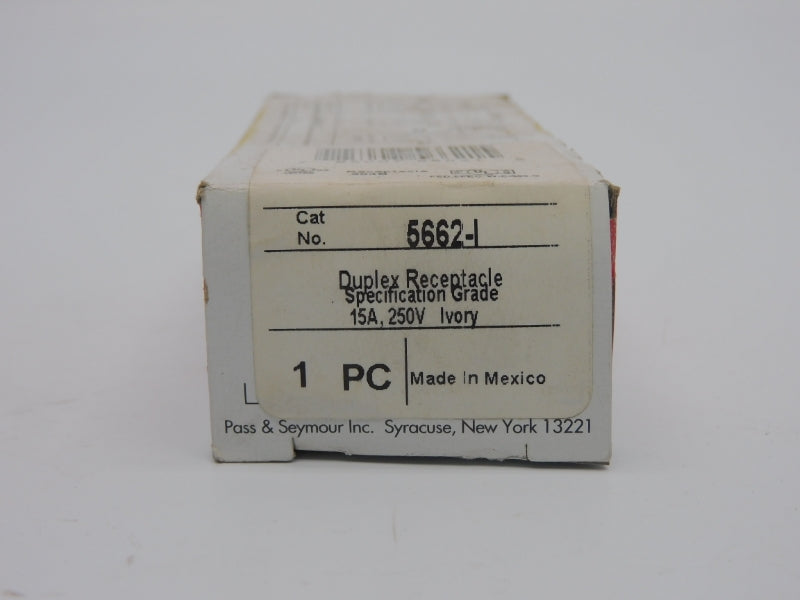 Cat
No. 5662-I
Duplex Receptacle
Specification Grade
15A, 250V Ivory
1 PC Made In Mexico
Pass & Seymour Inc. Syracuse, New York 13221